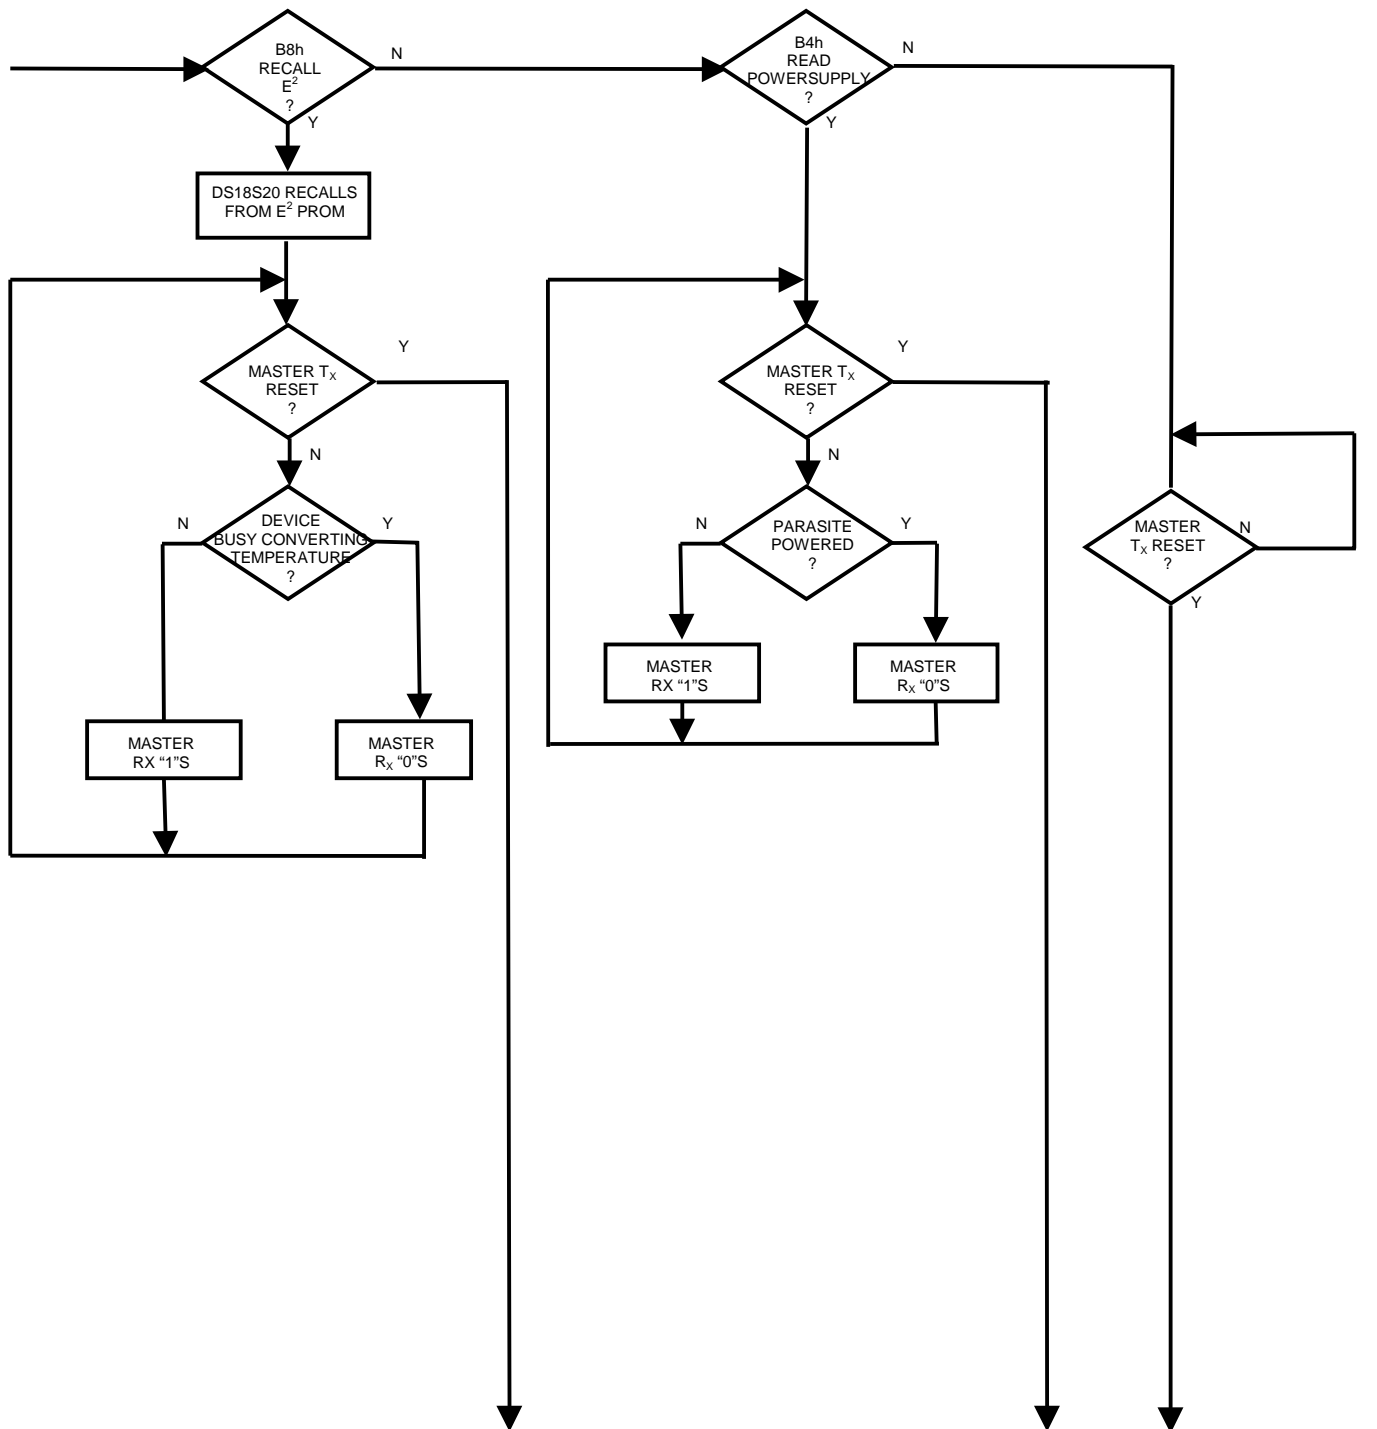 B8h
RECALL
E²
?
N
Y
B4h
READ
POWERSUPPLY
?
N
Y
DS18S20 RECALLS
FROM E² PROM
MASTER Tₓ
RESET
?
Y
N
MASTER Tₓ
RESET
?
Y
N
DEVICE
BUSY CONVERTING
TEMPERATURE
?
N
Y
PARASITE
POWERED
?
N
Y
MASTER
Tₓ RESET
?
N
Y
MASTER
RX “1”S
MASTER
Rₓ “0”S
MASTER
RX “1”S
MASTER
Rₓ “0”S